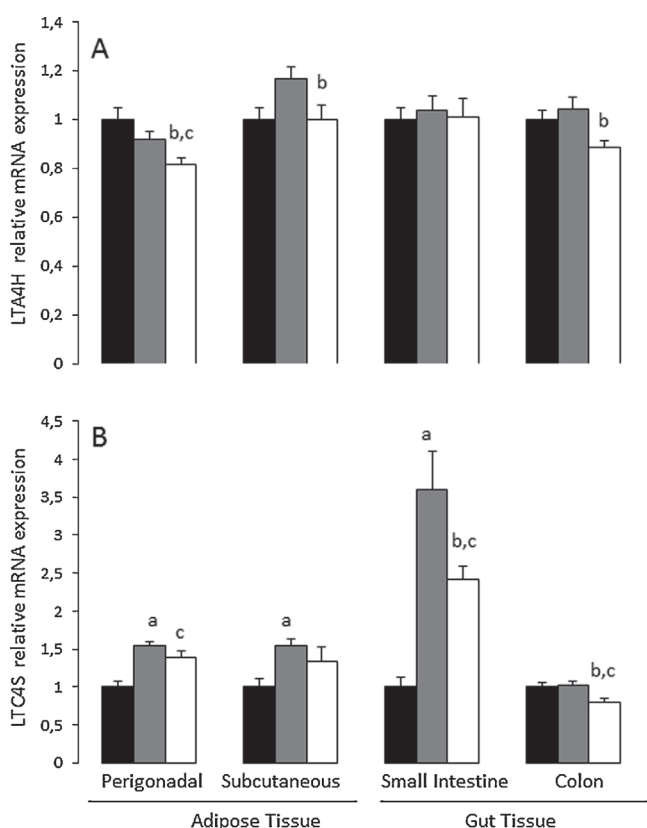 A
LTA4H relative mRNA expression
1,4
1,2
1
0,8
0,6
0,4
0,2
0
b,c
b
b
B
LTC4S relative mRNA expression
4,5
4
3,5
3
2,5
2
1,5
1
0,5
0
a
c
a
a
b,c
b,c
Perigonadal Subcutaneous Small Intestine Colon
Adipose Tissue Gut Tissue